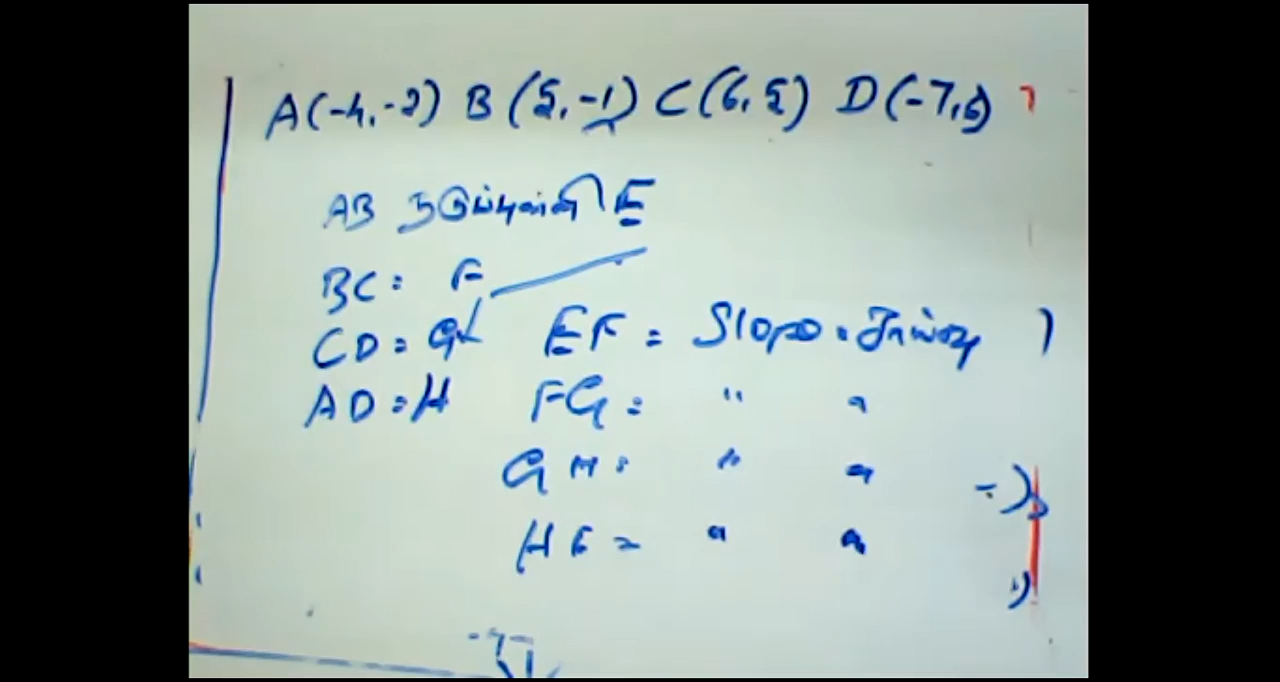 A(-4,-2) B(5,-1) C(6,5) D(-7,6)
AB நடுப்புள்ளி E
BC = F
CD = G EF = Slope = சாய்வு
AD = H FG = " "
GH = " "
HE = " "